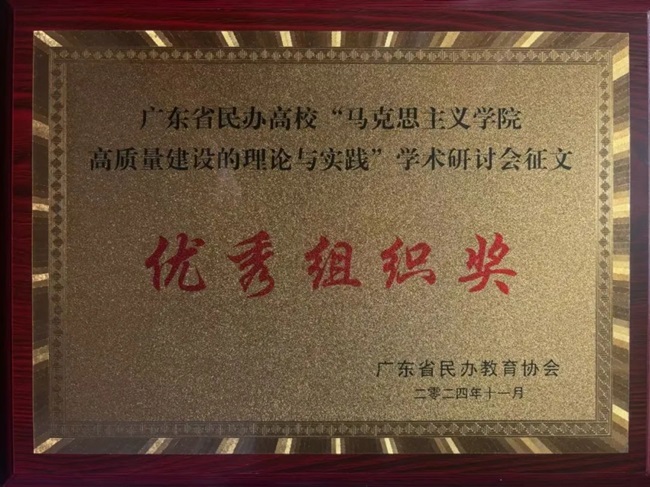 广东省民办高校“马克思主义学院
高质量建设的理论与实践”学术研讨会征文
优秀组织奖
广东省民办教育协会
二零二四年十一月